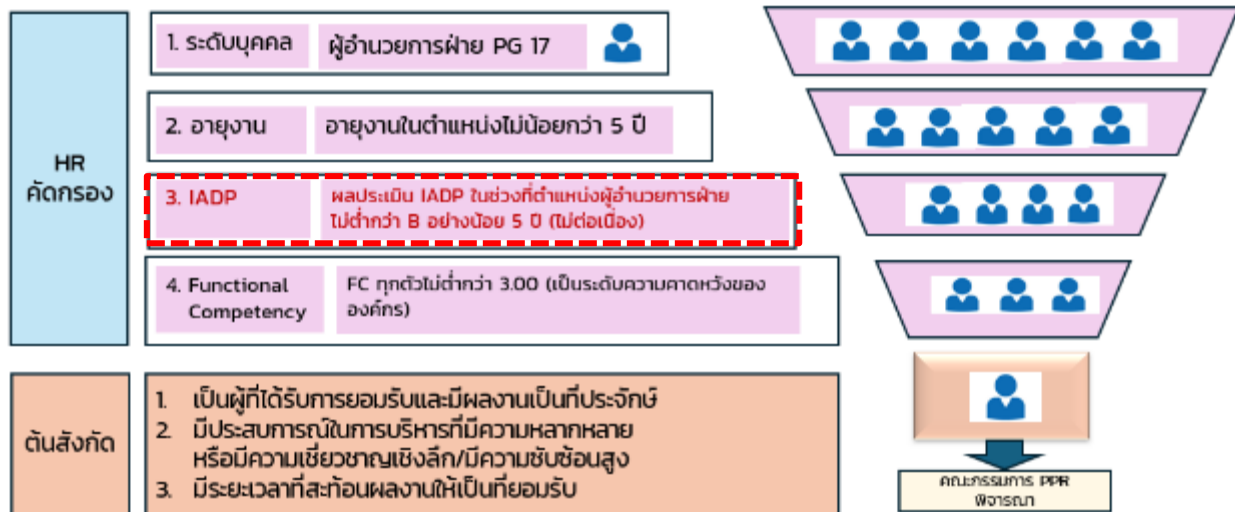 HR
คัดกรอง
1. ระดับบุคคล ผู้อำนวยการฝ่าย PG 17
2. อายุงาน อายุงานในตำแหน่งไม่น้อยกว่า 5 ปี
3. IADP ผลประเมิน IADP ในช่วงที่ตำแหน่งผู้อำนวยการฝ่าย
ไม่ต่ำกว่า B อย่างน้อย 5 ปี (ไม่ต่อเนื่อง)
4. Functional Competency FC ทุกตัวไม่ต่ำกว่า 3.00 (เป็นระดับความคาดหวังของ
องค์กร)
ต้นสังกัด
1. เป็นผู้ที่ได้รับการยอมรับและมีผลงานเป็นที่ประจักษ์
2. มีประสบการณ์ในการบริหารที่มีความหลากหลาย
หรือมีความเชี่ยวชาญเชิงลึก/มีความซับซ้อนสูง
3. มีระยะเวลาที่สะท้อนผลงานให้เป็นที่ยอมรับ
คณะกรรมการ PPR
พิจารณา